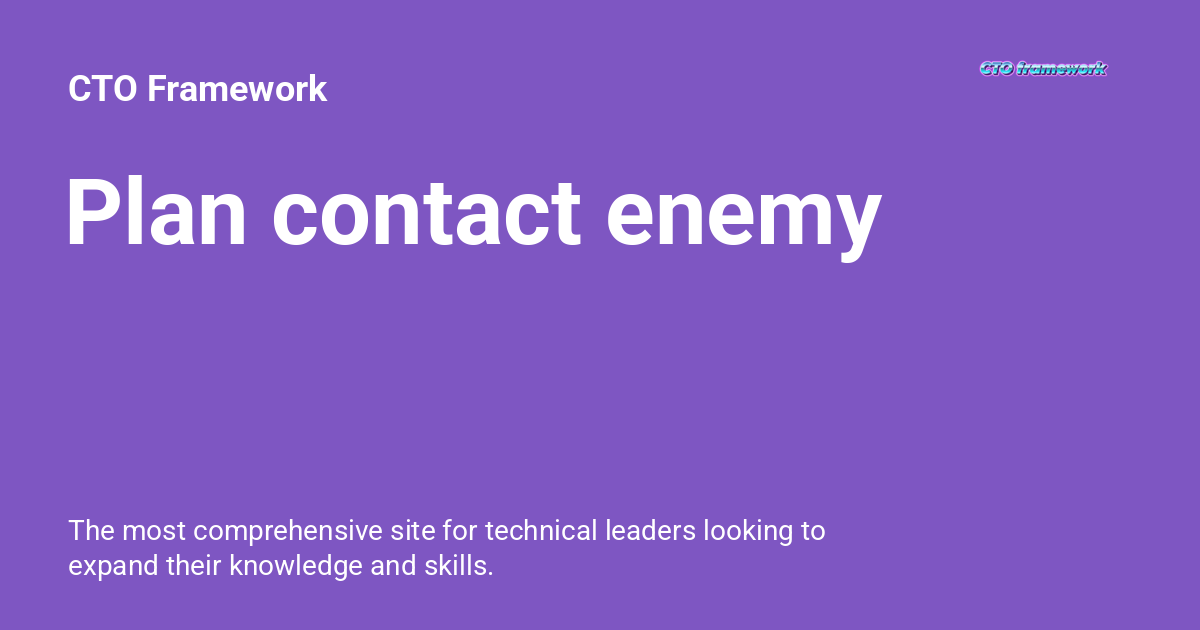 CTO Framework
CTO framework
Plan contact enemy
The most comprehensive site for technical leaders looking to
expand their knowledge and skills.